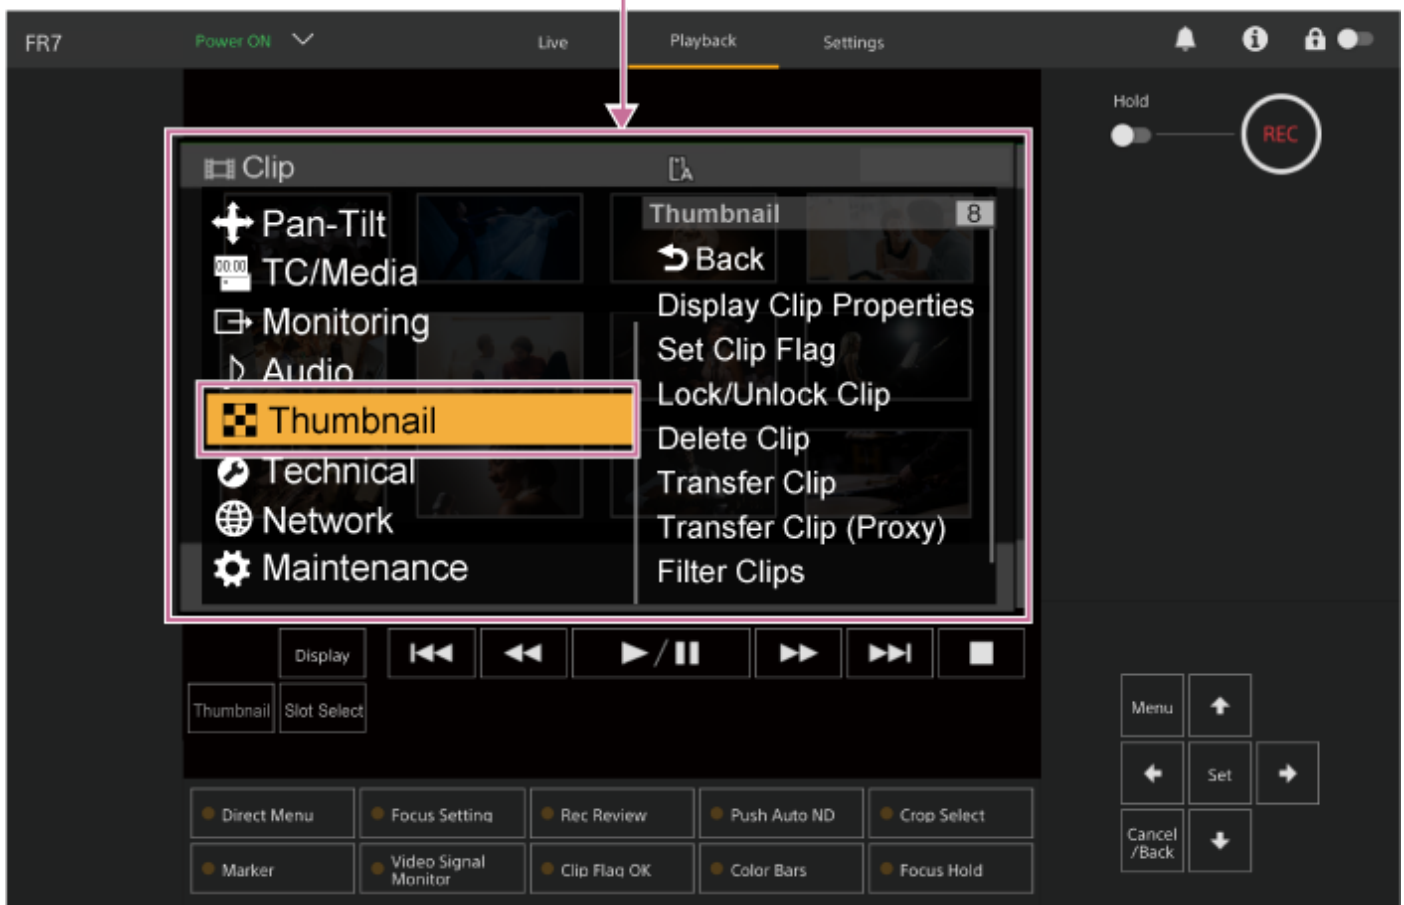 FR7
Power ON
Live
Playback
Settings
Hold
REC
Clip
A
Pan-Tilt
00:00
TC/Media
Monitoring
Audio
Thumbnail
Technical
Network
Maintenance
Thumbnail 8
Back
Display Clip Properties
Set Clip Flag
Lock/Unlock Clip
Delete Clip
Transfer Clip
Transfer Clip (Proxy)
Filter Clips
Display
Thumbnail
Slot Select
Menu
Set
Cancel
/Back
Direct Menu
Focus Setting
Rec Review
Push Auto ND
Crop Select
Marker
Video Signal
Monitor
Clip Flag OK
Color Bars
Focus Hold